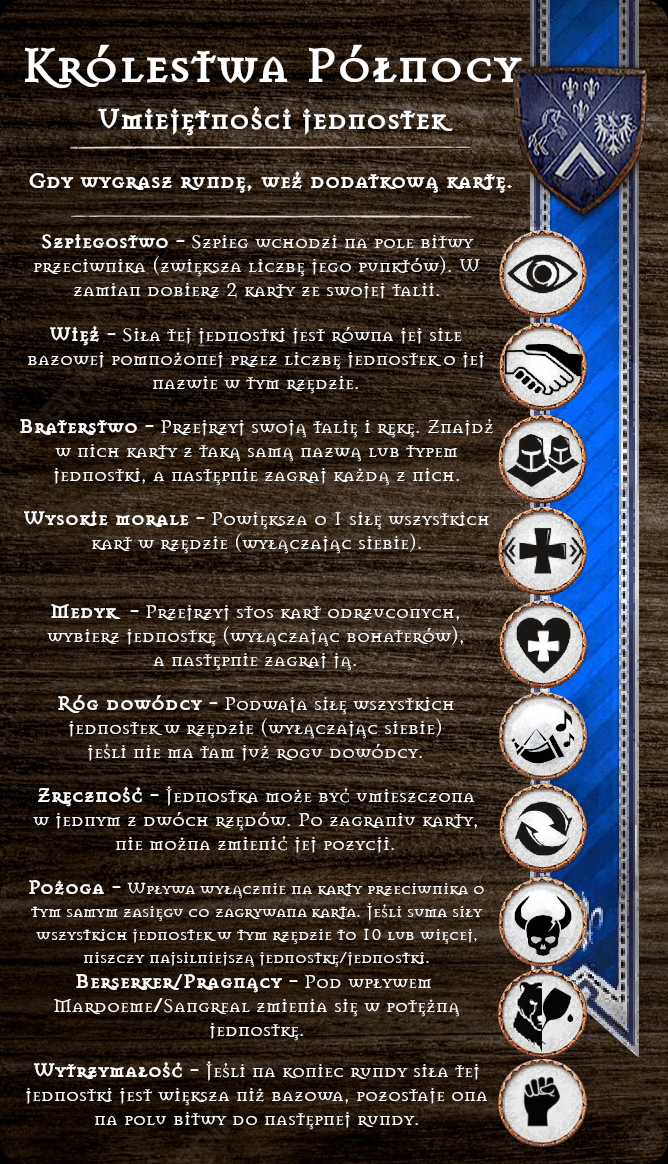 Królestwa Północy
Umiejętności jednostek
Gdy wygrasz rundę, weź dodatkową kartę.
Szpiegostwo - Szpieg wchodzi na pole bitwy
przeciwnika (zwiększa liczbę jego punktów). W
zamian dobierz 2 karty ze swojej talii.
Więź - Siła tej jednostki jest równa jej sile
bazowej pomnożonej przez liczbę jednostek o jej
nazwie w tym rzędzie.
Braterstwo - Przejrzyj swoją talię i rękę. Znajdź
w nich karty z taką samą nazwą lub typem
jednostki, a następnie zagraj każdą z nich.
Wysokie morale - Powiększa o 1 siłę wszystkich
kart w rzędzie (wyłączając siebie).
Medyk - Przejrzyj stos kart odrzuconych,
wybierz jednostkę (wyłączając bohaterów),
a następnie zagraj ją.
Róg dowódcy - Podwaja siłę wszystkich
jednostek w rzędzie (wyłączając siebie)
jeśli nie ma tam już rogu dowódcy.
Zręczność - Jednostka może być umieszczona
w jednym z dwóch rzędów. Po zagraniu karty,
nie można zmienić jej pozycji.
Pożoga - Wpływa wyłącznie na karty przeciwnika o
tym samym zasięgu co zagrywana karta. Jeśli suma siły
wszystkich jednostek w tym rzędzie to 10 lub więcej,
niszczy najsilniejszą jednostkę/jednostki.
Berserker/Pragnący - Pod wpływem
Mardoeme/Sangreal zmienia się w potężną
jednostkę.
Wytrzymałość - Jeśli na koniec rundy siła tej
jednostki jest większa niż bazowa, pozostaje ona
na polu bitwy do następnej rundy.